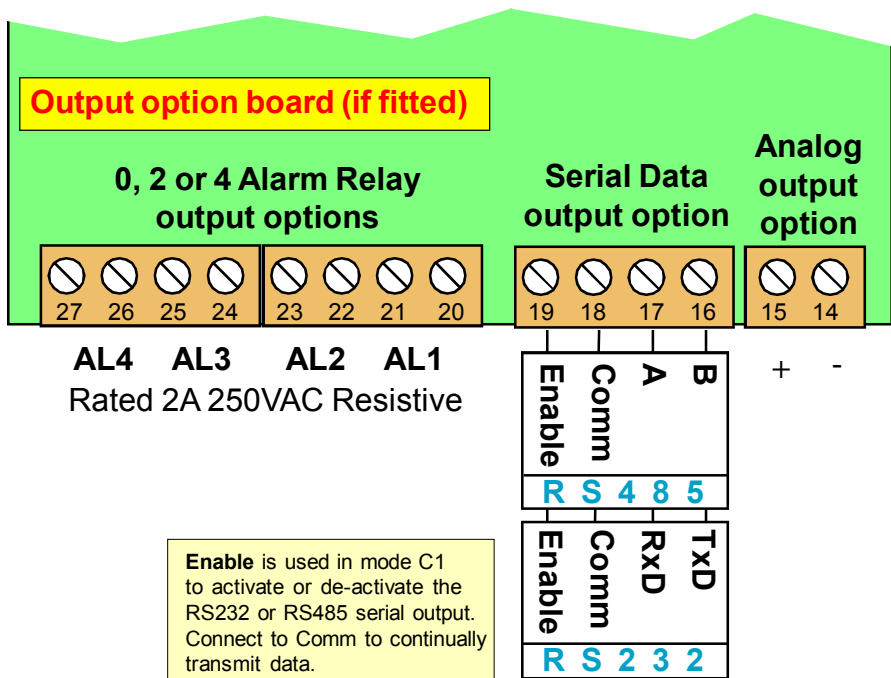 Output option board (if fitted)
0, 2 or 4 Alarm Relay
output options
Serial Data
output option
Analog
output
option
27 26 25 24 23 22 21 20
19 18 17 16
15 14
AL4 AL3 AL2 AL1
Rated 2A 250VAC Resistive
+ -
Enable Comm A B
RS485
Enable Comm RxD TxD
RS232
Enable is used in mode C1
to activate or de-activate the
RS232 or RS485 serial output.
Connect to Comm to continually
transmit data.